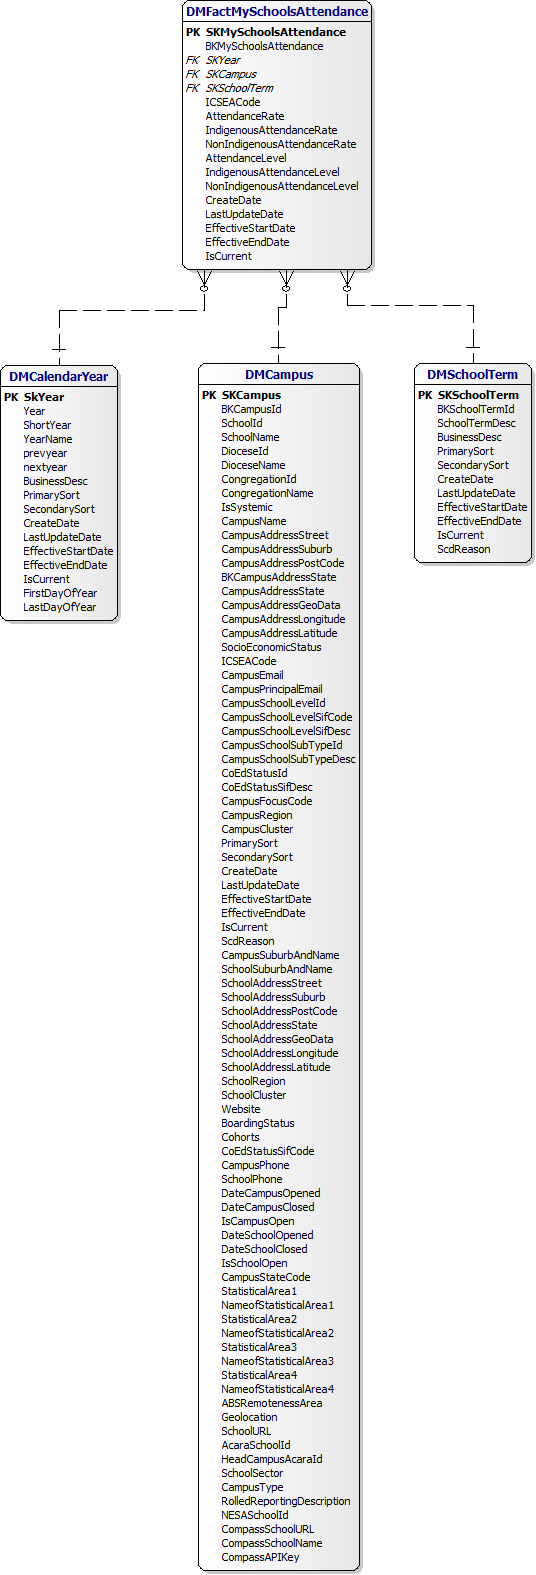 DMFactMySchoolsAttendance
PK SKMySchoolsAttendance
BKMySchoolsAttendance
FK SKYear
FK SKCampus
FK SKSchoolTerm
ICSEACode
AttendanceRate
IndigenousAttendanceRate
NonIndigenousAttendanceRate
AttendanceLevel
IndigenousAttendanceLevel
NonIndigenousAttendanceLevel
CreateDate
LastUpdateDate
EffectiveStartDate
EffectiveEndDate
IsCurrent
DMCalendarYear
PK SkYear
Year
ShortYear
YearName
prevyear
nextyear
BusinessDesc
PrimarySort
SecondarySort
CreateDate
LastUpdateDate
EffectiveStartDate
EffectiveEndDate
IsCurrent
FirstDayOfYear
LastDayOfYear
DMCampus
PK SKCampus
BKCampusId
SchoolId
SchoolName
DioceseId
DioceseName
CongregationId
CongregationName
IsSystemic
CampusName
CampusAddressStreet
CampusAddressSuburb
CampusAddressPostCode
BKCampusAddressState
CampusAddressState
CampusAddressGeoData
CampusAddressLongitude
CampusAddressLatitude
SocioEconomicStatus
ICSEACode
CampusEmail
CampusPrincipalEmail
CampusSchoolLevelId
CampusSchoolLevelSifCode
CampusSchoolLevelSifDesc
CampusSchoolSubTypeId
CampusSchoolSubTypeDesc
CoEdStatusId
CoEdStatusSifDesc
CampusFocusCode
CampusRegion
CampusCluster
PrimarySort
SecondarySort
CreateDate
LastUpdateDate
EffectiveStartDate
EffectiveEndDate
IsCurrent
ScdReason
CampusSuburbAndName
SchoolSuburbAndName
SchoolAddressStreet
SchoolAddressSuburb
SchoolAddressPostCode
SchoolAddressState
SchoolAddressGeoData
SchoolAddressLongitude
SchoolAddressLatitude
SchoolRegion
SchoolCluster
Website
BoardingStatus
Cohorts
CoEdStatusSifCode
CampusPhone
SchoolPhone
DateCampusOpened
DateCampusClosed
IsCampusOpen
DateSchoolOpened
DateSchoolClosed
IsSchoolOpen
CampusStateCode
StatisticalArea1
NameofStatisticalArea1
StatisticalArea2
NameofStatisticalArea2
StatisticalArea3
NameofStatisticalArea3
StatisticalArea4
NameofStatisticalArea4
ABSRemotenessArea
Geolocation
SchoolURL
AcaraSchoolId
HeadCampusAcaraId
SchoolSector
CampusType
RolledReportingDescription
NESASchoolId
CompassSchoolURL
CompassSchoolName
CompassAPIKey
DMSchoolTerm
PK SKSchoolTerm
BKSchoolTermId
SchoolTermDesc
BusinessDesc
PrimarySort
SecondarySort
CreateDate
LastUpdateDate
EffectiveStartDate
EffectiveEndDate
IsCurrent
ScdReason